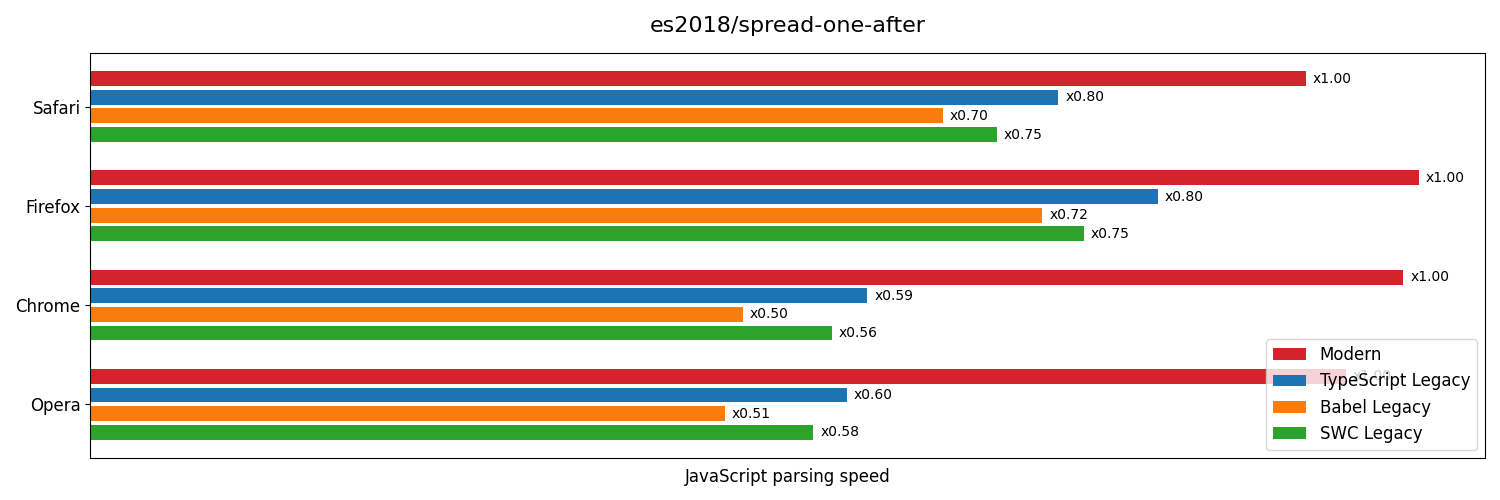 es2018/spread-one-after
Safari
x1.00
x0.80
x0.70
x0.75
Firefox
x1.00
x0.80
x0.72
x0.75
Chrome
x1.00
x0.59
x0.50
x0.56
Opera
x1.00
x0.60
x0.51
x0.58
Modern
TypeScript Legacy
Babel Legacy
SWC Legacy
JavaScript parsing speed